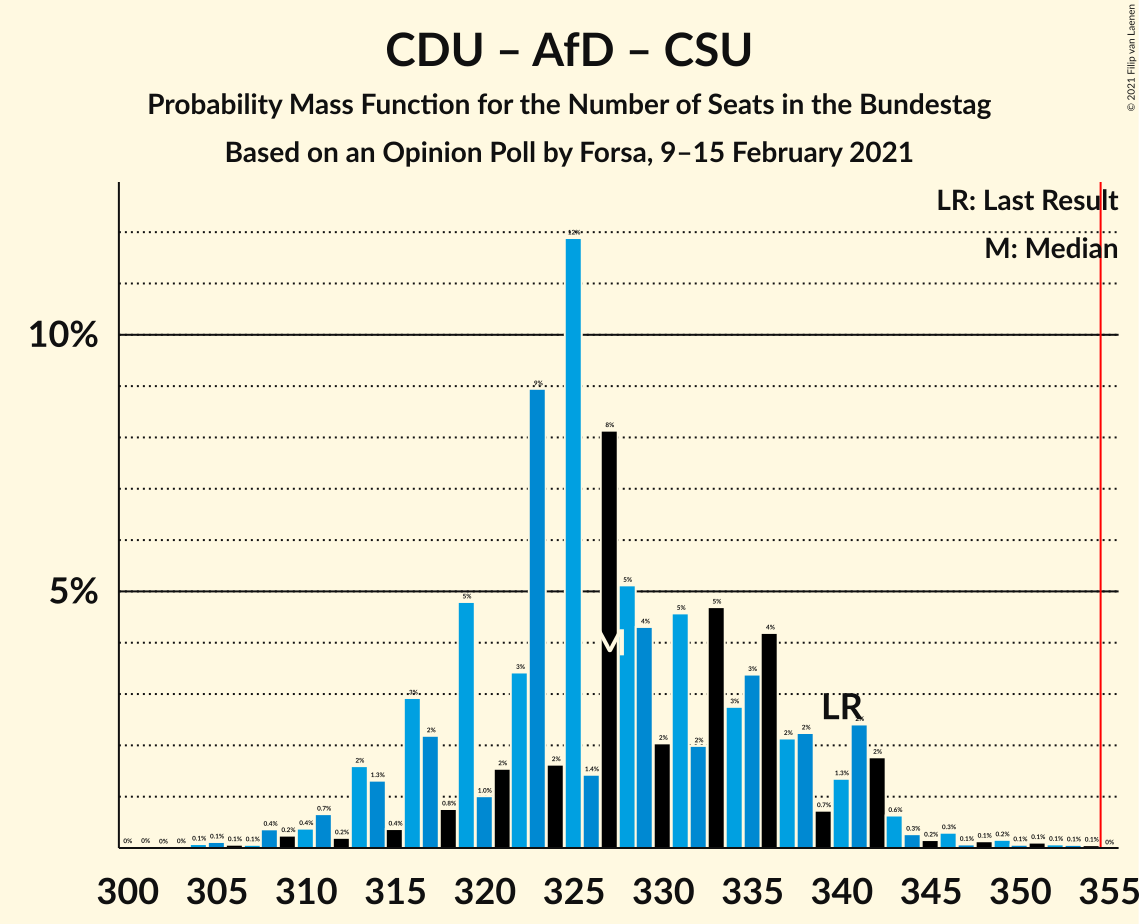 CDU – AfD – CSU
Probability Mass Function for the Number of Seats in the Bundestag
Based on an Opinion Poll by Forsa, 9–15 February 2021
© 2021 Filip van Laenen
LR: Last Result
M: Median
10%
5%
0% 0% 0% 0% 0.1% 0.1% 0.1% 0.1% 0.4% 0.2% 0.4% 0.7% 0.2% 2% 1.3% 0.4% 3% 2% 0.8% 5% 1.0% 2% 3% 9% 2% 12% 1.4% 8% 5% 4% 2% 5% 2% 5% 3% 3% 4% 2% 2% 0.7% 1.3% 2% 2% 0.6% 0.3% 0.2% 0.3% 0.1% 0.1% 0.2% 0.1% 0.1% 0.1% 0.1% 0.1% 0%
M
LR
300 305 310 315 320 325 330 335 340 345 350 355